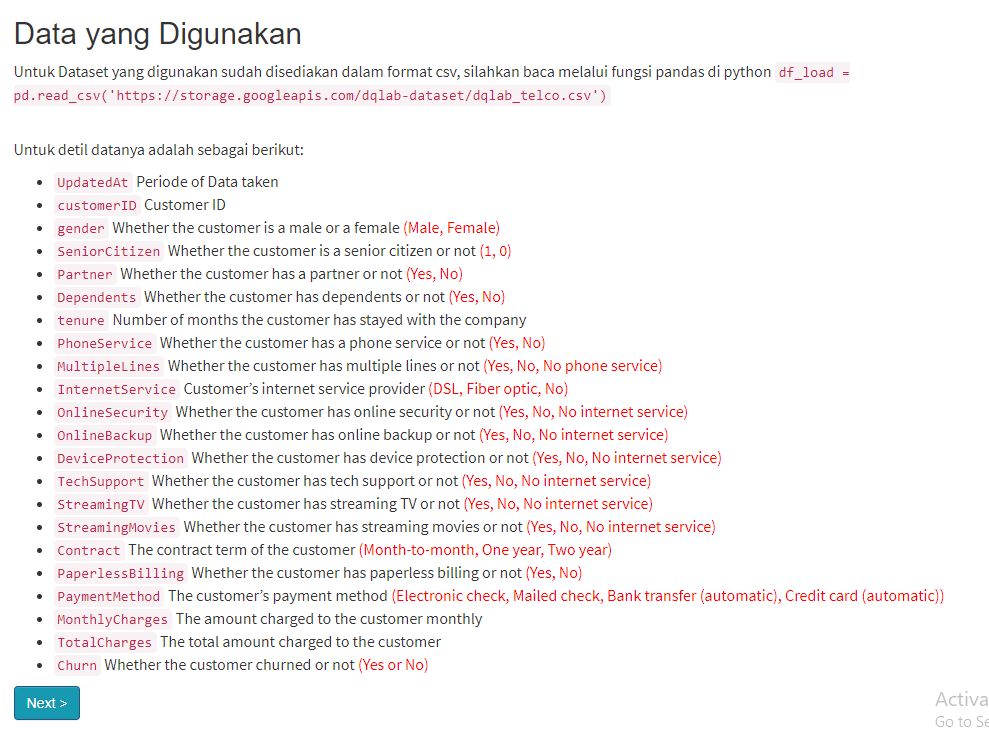 Data yang Digunakan
Untuk Dataset yang digunakan sudah disediakan dalam format csv, silahkan baca melalui fungsi pandas di python df_load =
pd.read_csv('https://storage.googleapis.com/dqlab-dataset/dqlab_telco.csv')
Untuk detil datanya adalah sebagai berikut:
• UpdatedAt Periode of Data taken
• customerID Customer ID
• gender Whether the customer is a male or a female (Male, Female)
• SeniorCitizen Whether the customer is a senior citizen or not (1, 0)
• Partner Whether the customer has a partner or not (Yes, No)
• Dependents Whether the customer has dependents or not (Yes, No)
• tenure Number of months the customer has stayed with the company
• PhoneService Whether the customer has a phone service or not (Yes, No)
• MultipleLines Whether the customer has multiple lines or not (Yes, No, No phone service)
• InternetService Customer’s internet service provider (DSL, Fiber optic, No)
• OnlineSecurity Whether the customer has online security or not (Yes, No, No internet service)
• OnlineBackup Whether the customer has online backup or not (Yes, No, No internet service)
• DeviceProtection Whether the customer has device protection or not (Yes, No, No internet service)
• TechSupport Whether the customer has tech support or not (Yes, No, No internet service)
• StreamingTV Whether the customer has streaming TV or not (Yes, No, No internet service)
• StreamingMovies Whether the customer has streaming movies or not (Yes, No, No internet service)
• Contract The contract term of the customer (Month-to-month, One year, Two year)
• PaperlessBilling Whether the customer has paperless billing or not (Yes, No)
• PaymentMethod The customer’s payment method (Electronic check, Mailed check, Bank transfer (automatic), Credit card (automatic))
• MonthlyCharges The amount charged to the customer monthly
• TotalCharges The total amount charged to the customer
• Churn Whether the customer churned or not (Yes or No)
Next >
Activa
Go to Se